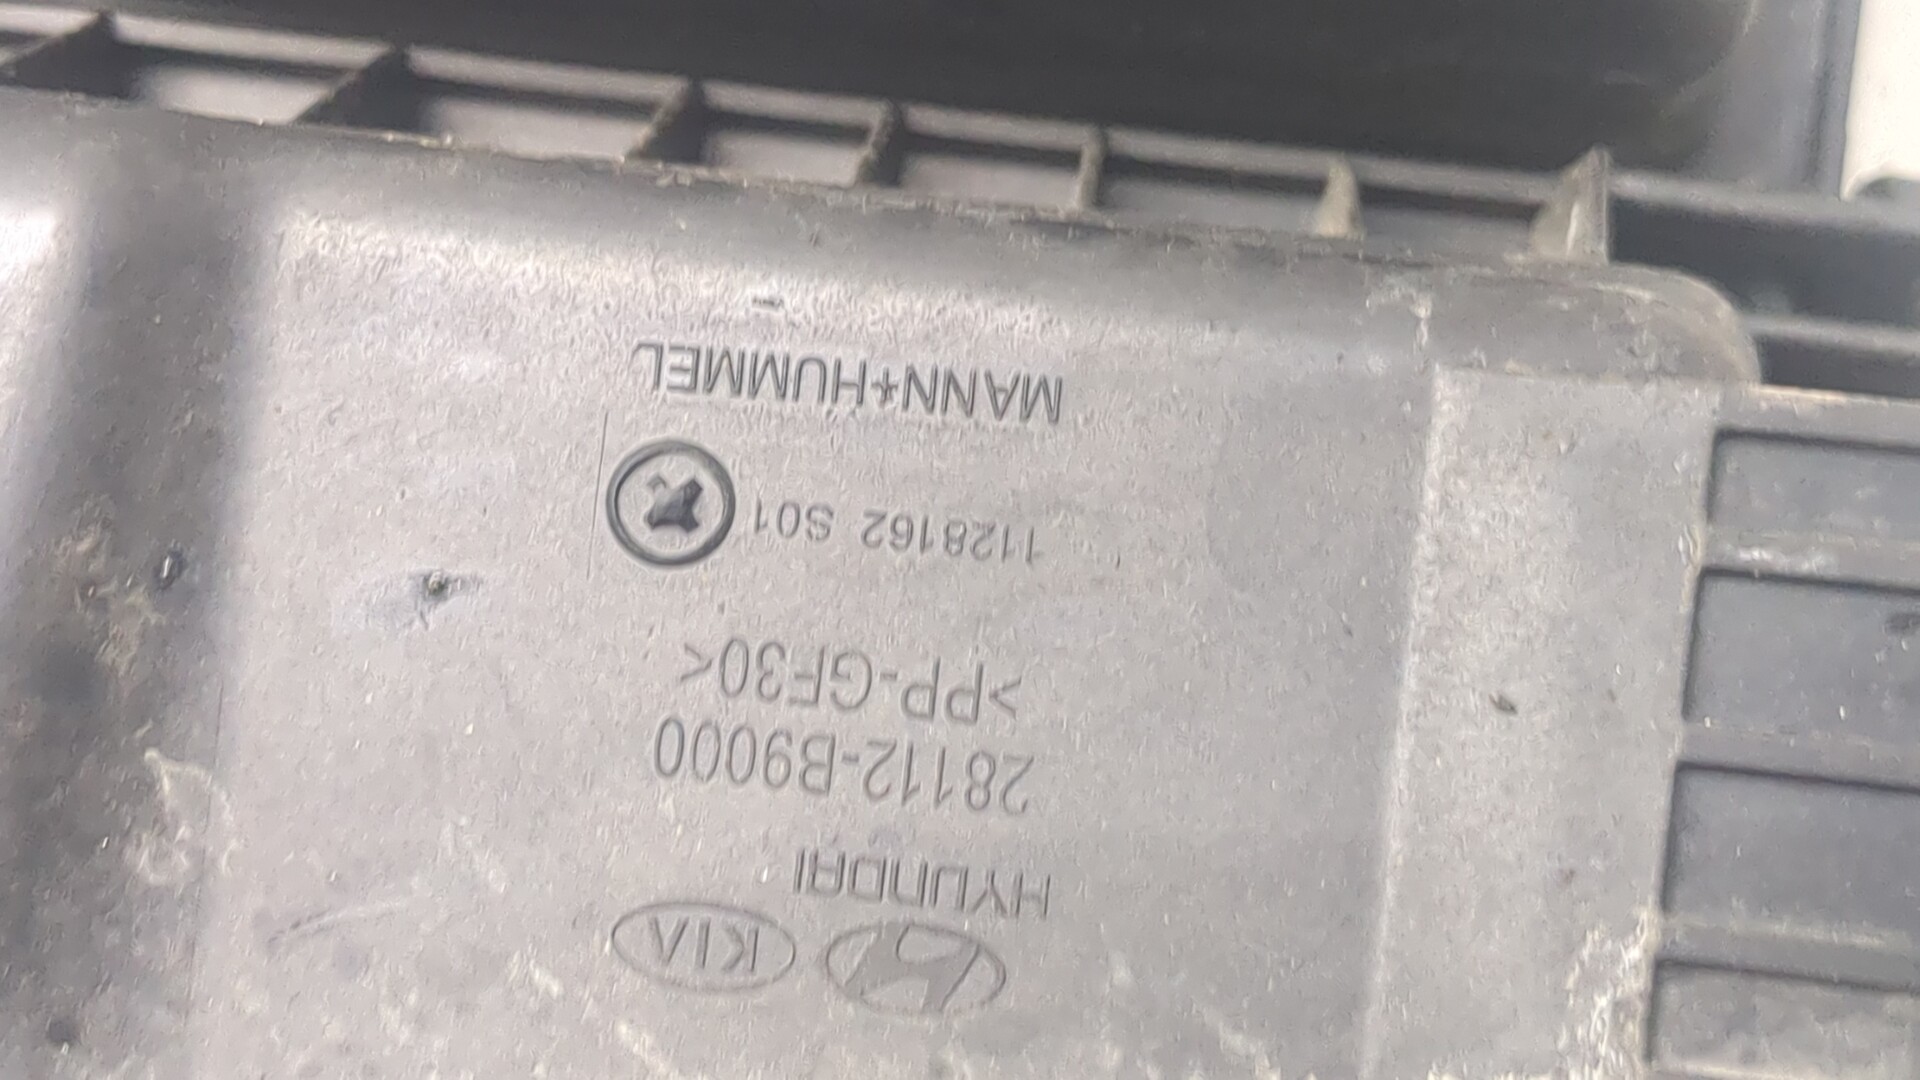 KIA
HYUNDAI
28112-B9000
>PP-GF30<
1128162 S01
MANN+HUMMEL